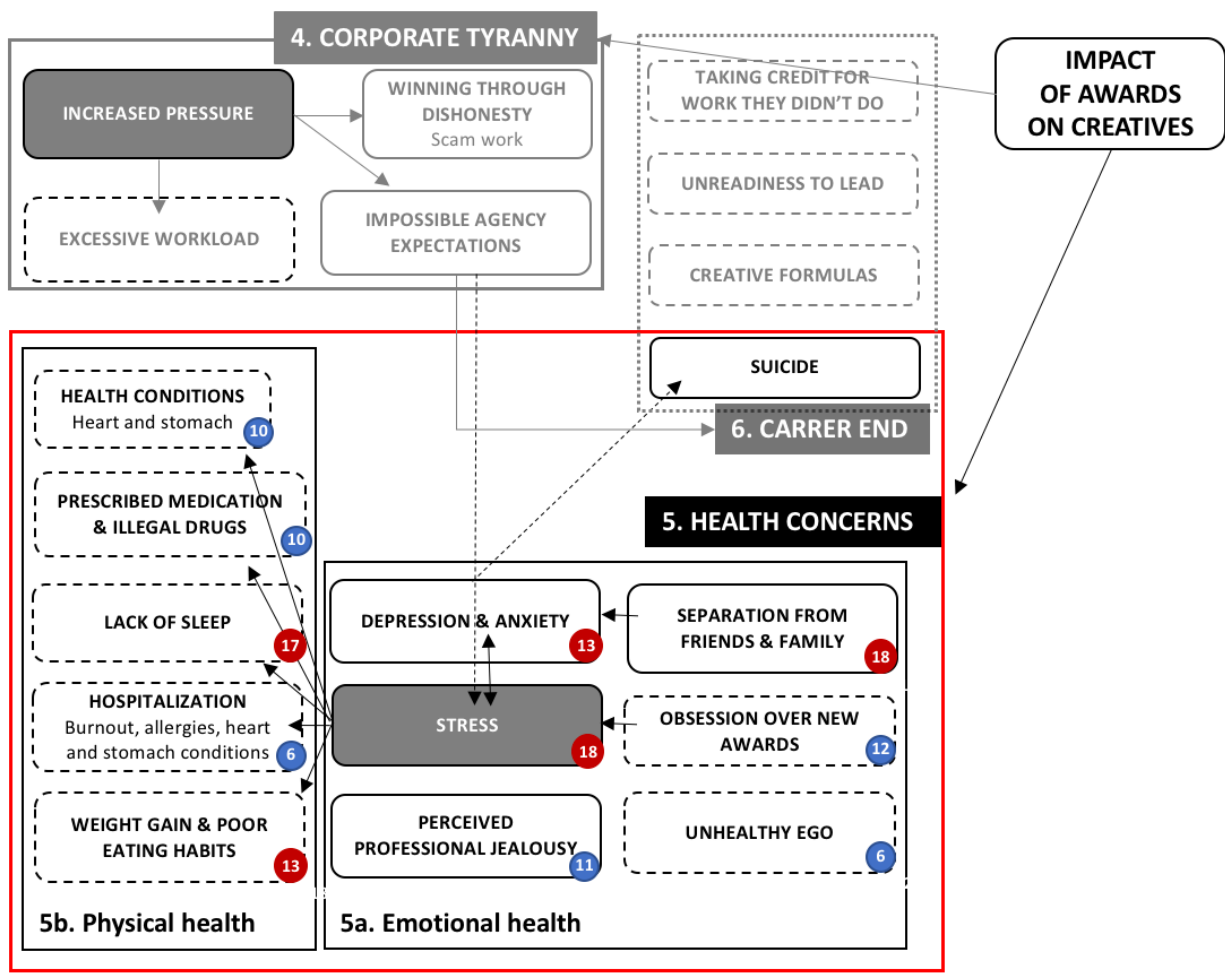 4. CORPORATE TYRANNY
INCREASED PRESSURE
WINNING THROUGH
DISHONESTY
Scam work
EXCESSIVE WORKLOAD
IMPOSSIBLE AGENCY
EXPECTATIONS
TAKING CREDIT FOR
WORK THEY DIDN'T DO
UNREADINESS TO LEAD
CREATIVE FORMULAS
SUICIDE
6. CARRER END
IMPACT
OF AWARDS
ON CREATIVES
5. HEALTH CONCERNS
HEALTH CONDITIONS
Heart and stomach
10
PRESCRIBED MEDICATION
& ILLEGAL DRUGS
10
LACK OF SLEEP
17
HOSPITALIZATION
Burnout, allergies, heart
and stomach conditions
6
WEIGHT GAIN & POOR
EATING HABITS
13
5b. Physical health
DEPRESSION & ANXIETY
13
SEPARATION FROM
FRIENDS & FAMILY
18
STRESS
18
OBSESSION OVER NEW
AWARDS
12
PERCEIVED
PROFESSIONAL JEALOUSY
11
UNHEALTHY EGO
6
5a. Emotional health